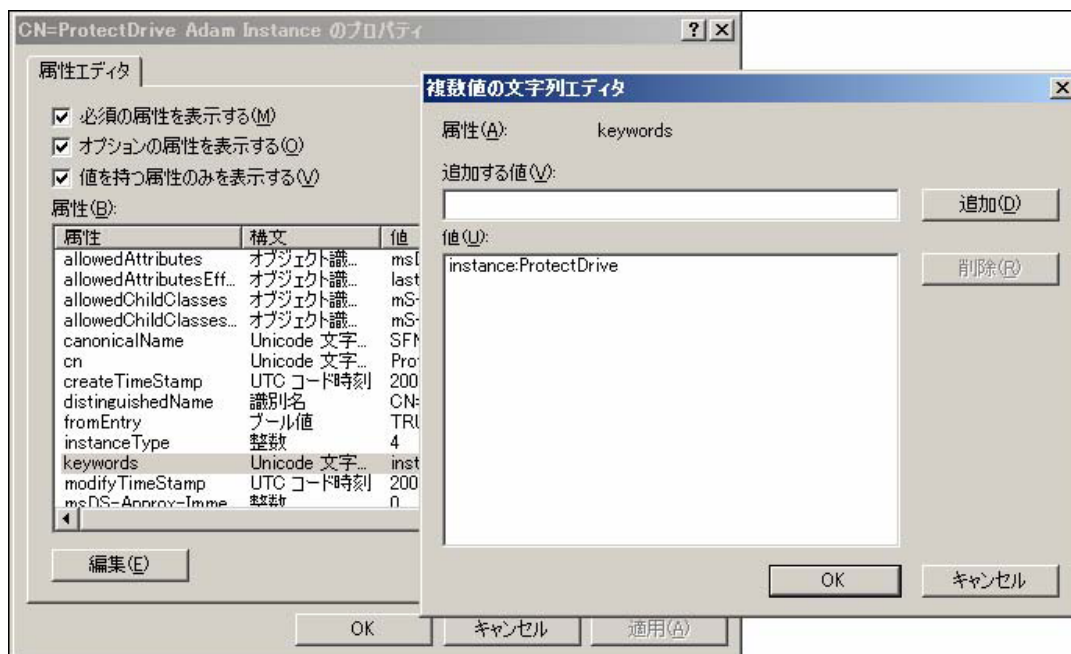 CN=ProtectDrive Adam Instance のプロパティ
属性エディタ
必須の属性を表示する(M)
オプションの属性を表示する(O)
値を持つ属性のみを表示する(V)
属性(B):
属性 構文 値
allowedAttributes オブジェクト識... msD
allowedAttributesEff... オブジェクト識... last
allowedChildClasses オブジェクト識... mS-
allowedChildClasses... オブジェクト識... mS-
canonicalName Unicode 文字... SFN
cn Unicode 文字... Pro
createTimeStamp UTC コード時刻 200
distinguishedName 識別名 CN=
fromEntry ブール値 TRU
instanceType 整数 4
keywords Unicode 文字... inst
modifyTimeStamp UTC コード時刻 200
msDS-Approx-Imme... 整数 0
編集(E)
OK キャンセル 適用(A)
複数値の文字列エディタ
属性(A): keywords
追加する値(V):
追加(D)
値(U):
instance:ProtectDrive
削除(R)
OK キャンセル